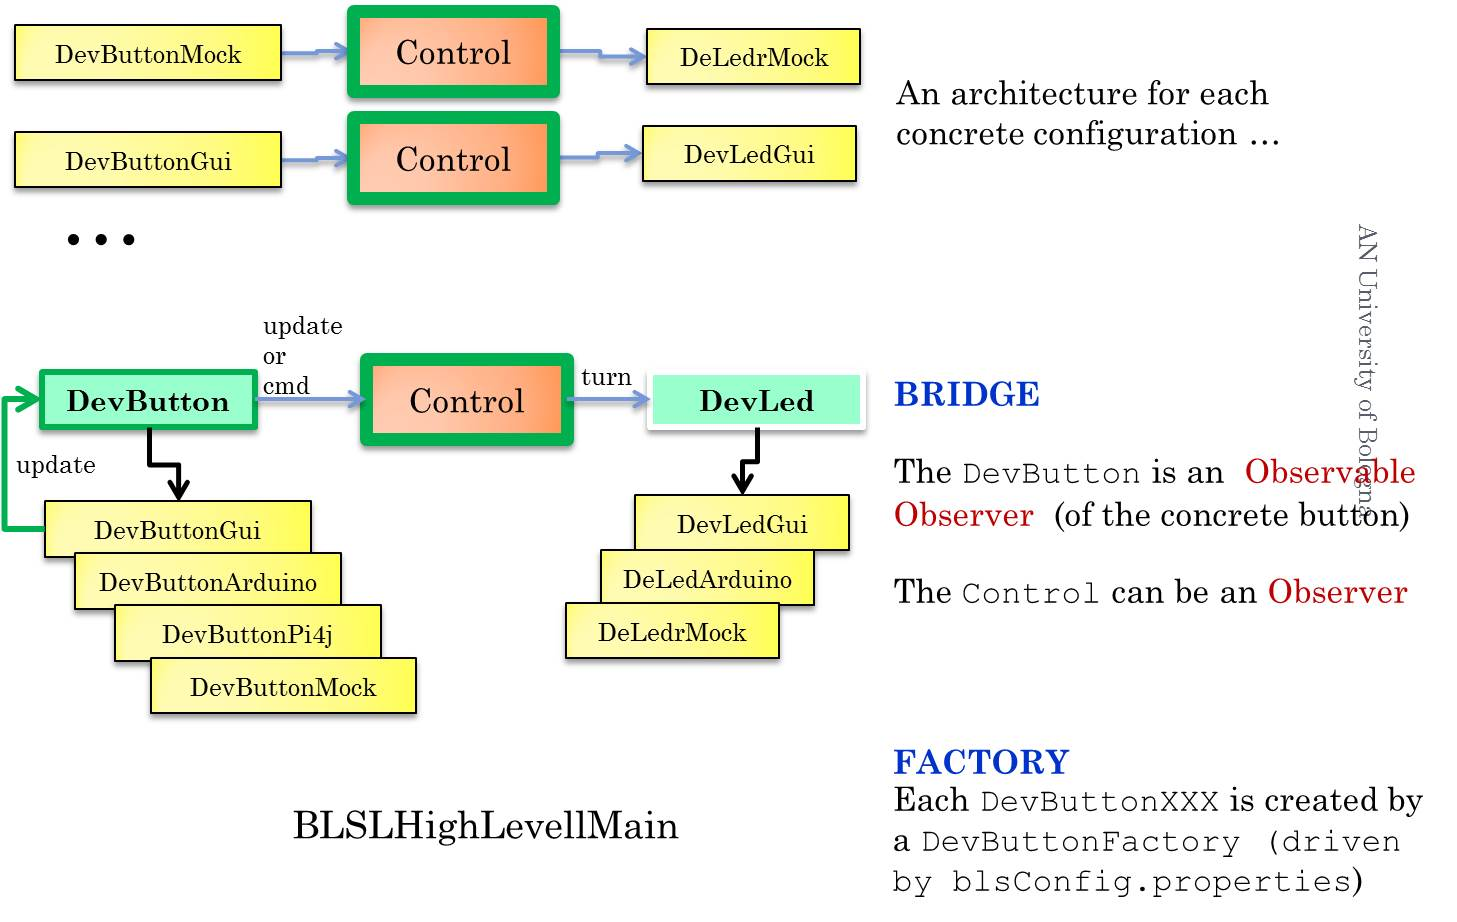 DevButtonMock
Control
DeLedrMock
An architecture for each
concrete configuration …
DevButtonGui
Control
DevLedGui
• • •
AN University of Bologna
update
or
cmd
DevButton
Control
turn
DevLed
BRIDGE
update
The DevButton is an Observable
Observer (of the concrete button)
DevButtonGui
DevButtonArduino
DevButtonPi4j
DevButtonMock
DevLedGui
DeLedArduino
DeLedrMock
The Control can be an Observer
FACTORY
Each DevButtonXXX is created by
a DevButtonFactory (driven
by blsConfig.properties)
BLSLHighLevellMain